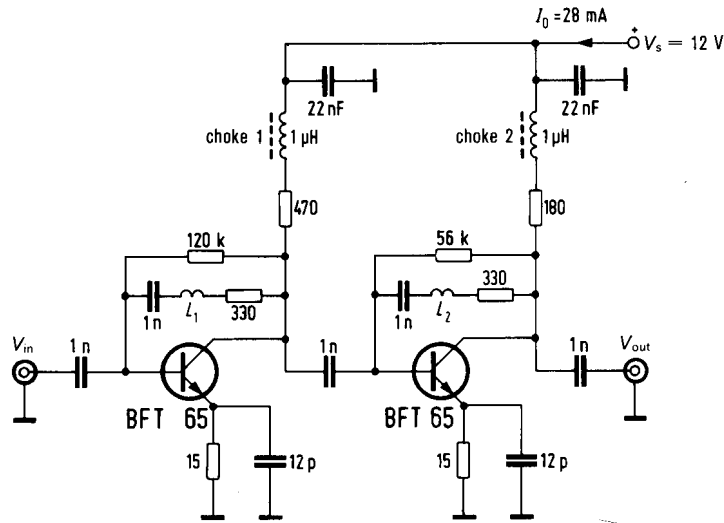 I₀ = 28 mA
+
Vₛ = 12 V
22 nF
22 nF
choke 1
1 µH
choke 2
1 µH
470
180
120 k
56 k
1 n
L₁
330
1 n
L₂
330
V_in
1 n
1 n
1 n
V_out
BFT 65
BFT 65
15
12 p
15
12 p